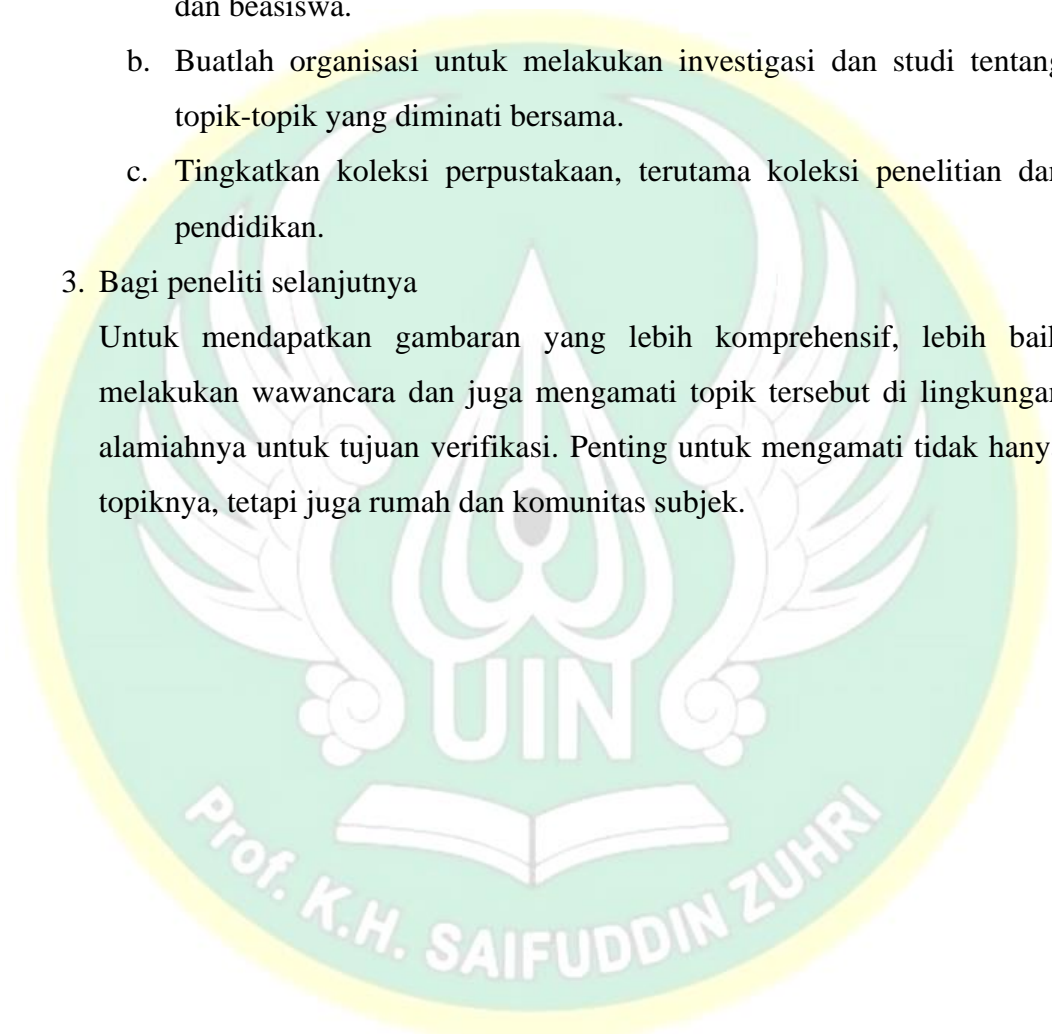 dan beasiswa.
b. Buatlah organisasi untuk melakukan investigasi dan studi tentang
topik-topik yang diminati bersama.
c. Tingkatkan koleksi perpustakaan, terutama koleksi penelitian dan
pendidikan.
3. Bagi peneliti selanjutnya
Untuk mendapatkan gambaran yang lebih komprehensif, lebih baik
melakukan wawancara dan juga mengamati topik tersebut di lingkungan
alamiahnya untuk tujuan verifikasi. Penting untuk mengamati tidak hany
topiknya, tetapi juga rumah dan komunitas subjek.
UIN
Prof. K.H. SAIFUDDIN ZUHRI